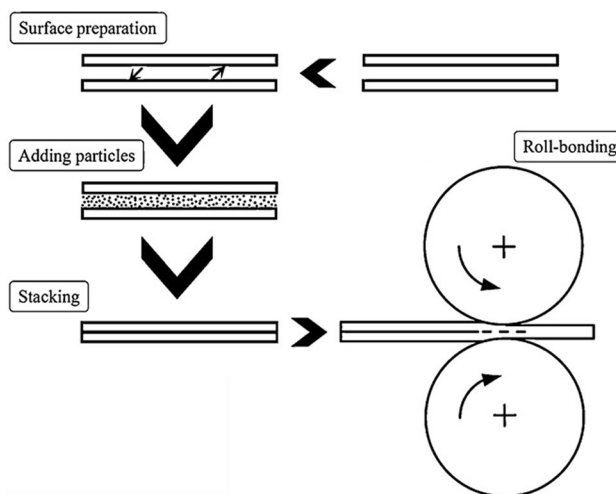 Surface preparation
Adding particles
Roll-bonding
Stacking